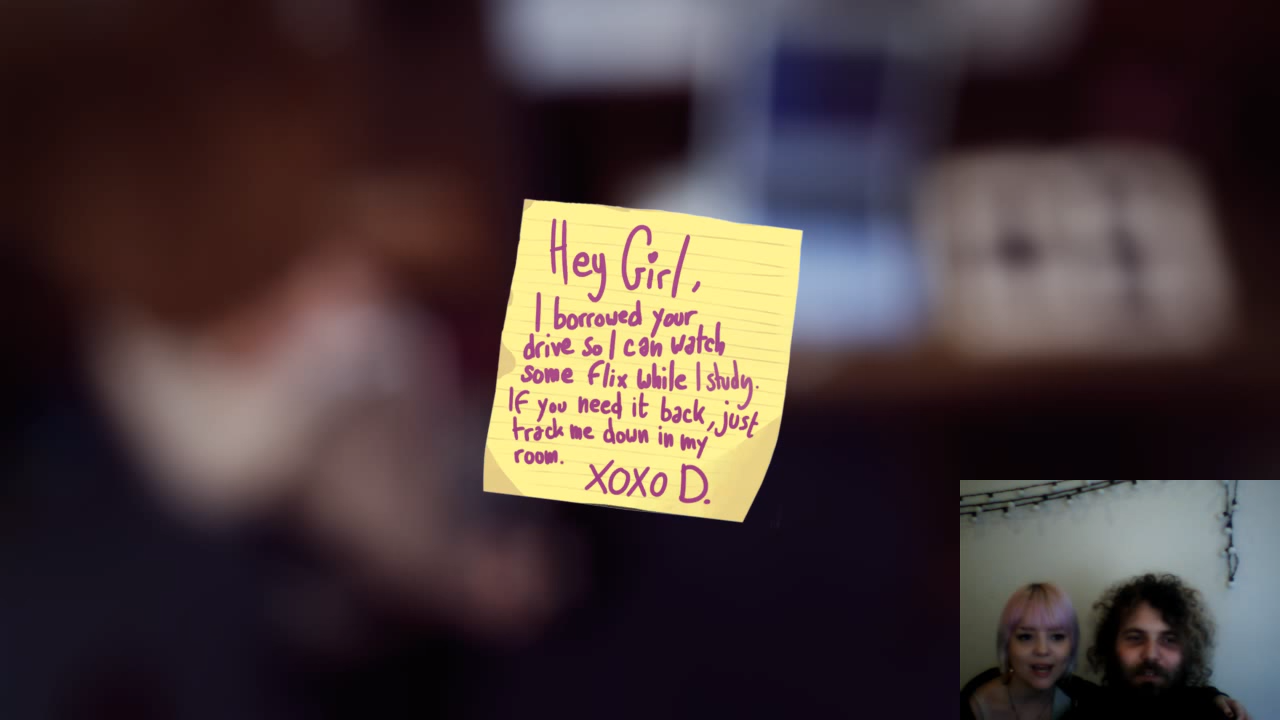 Hey Girl,
I borrowed your
drive so I can watch
some Flix while I study.
If you need it back, just
track me down in my
room.
XOXO D.